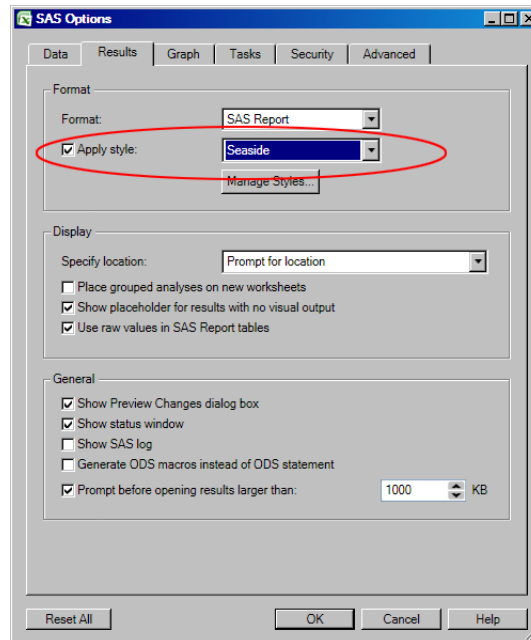 SAS Options
Data Results Graph Tasks Security Advanced
Format
Format: SAS Report
Apply style: Seaside
Manage Styles...
Display
Specify location: Prompt for location
Place grouped analyses on new worksheets
Show placeholder for results with no visual output
Use raw values in SAS Report tables
General
Show Preview Changes dialog box
Show status window
Show SAS log
Generate ODS macros instead of ODS statement
Prompt before opening results larger than: 1000 KB
Reset All OK Cancel Help